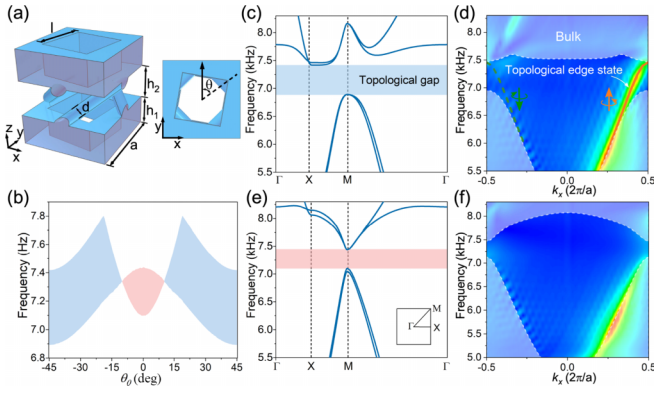 (a)
l
θ
h₂
d
h₁
z
y
x
a
y
x
(b)
Frequency (Hz)
7.8
7.6
7.4
7.2
7.0
6.8
-45 -30 -15 0 15 30 45
θ₀ (deg)
(c)
Frequency (kHz)
8.0
7.5
7.0
6.5
6.0
5.5
Topological gap
Γ X M Γ
(d)
Frequency (kHz)
8.0
7.5
7.0
6.5
6.0
5.5
Bulk
Topological edge state
-0.5 0.0 0.5
kₓ (2π/a)
(e)
Frequency (kHz)
8.0
7.5
7.0
6.5
6.0
5.5
5.0
M
Γ X
Γ X M Γ
(f)
Frequency (kHz)
8.0
7.5
7.0
6.5
6.0
5.5
5.0
-0.5 0.0 0.5
kₓ (2π/a)